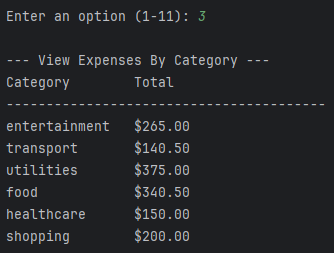 Enter an option (1-11): 3
--- View Expenses By Category ---
Category        Total
----------------------------------------
entertainment   $265.00
transport       $140.50
utilities       $375.00
food            $340.50
healthcare      $150.00
shopping        $200.00